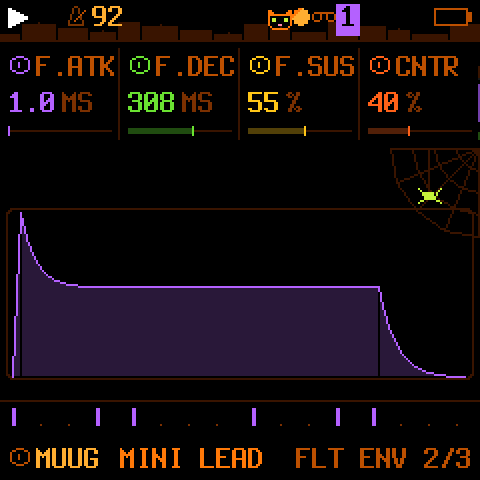 92 1
F.ATK F.DEC F.SUS CNTR
1.0 MS 308 MS 55 % 40 %
MUUG MINI LEAD FLT ENV 2/3